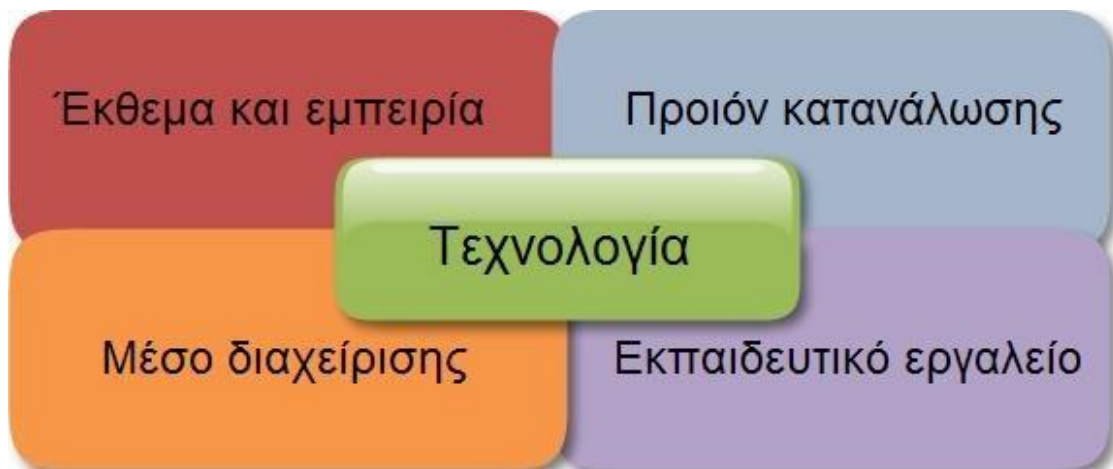 Έκθεμα και εμπειρία
Προιόν κατανάλωσης
Τεχνολογία
Μέσο διαχείρισης
Εκπαιδευτικό εργαλείο